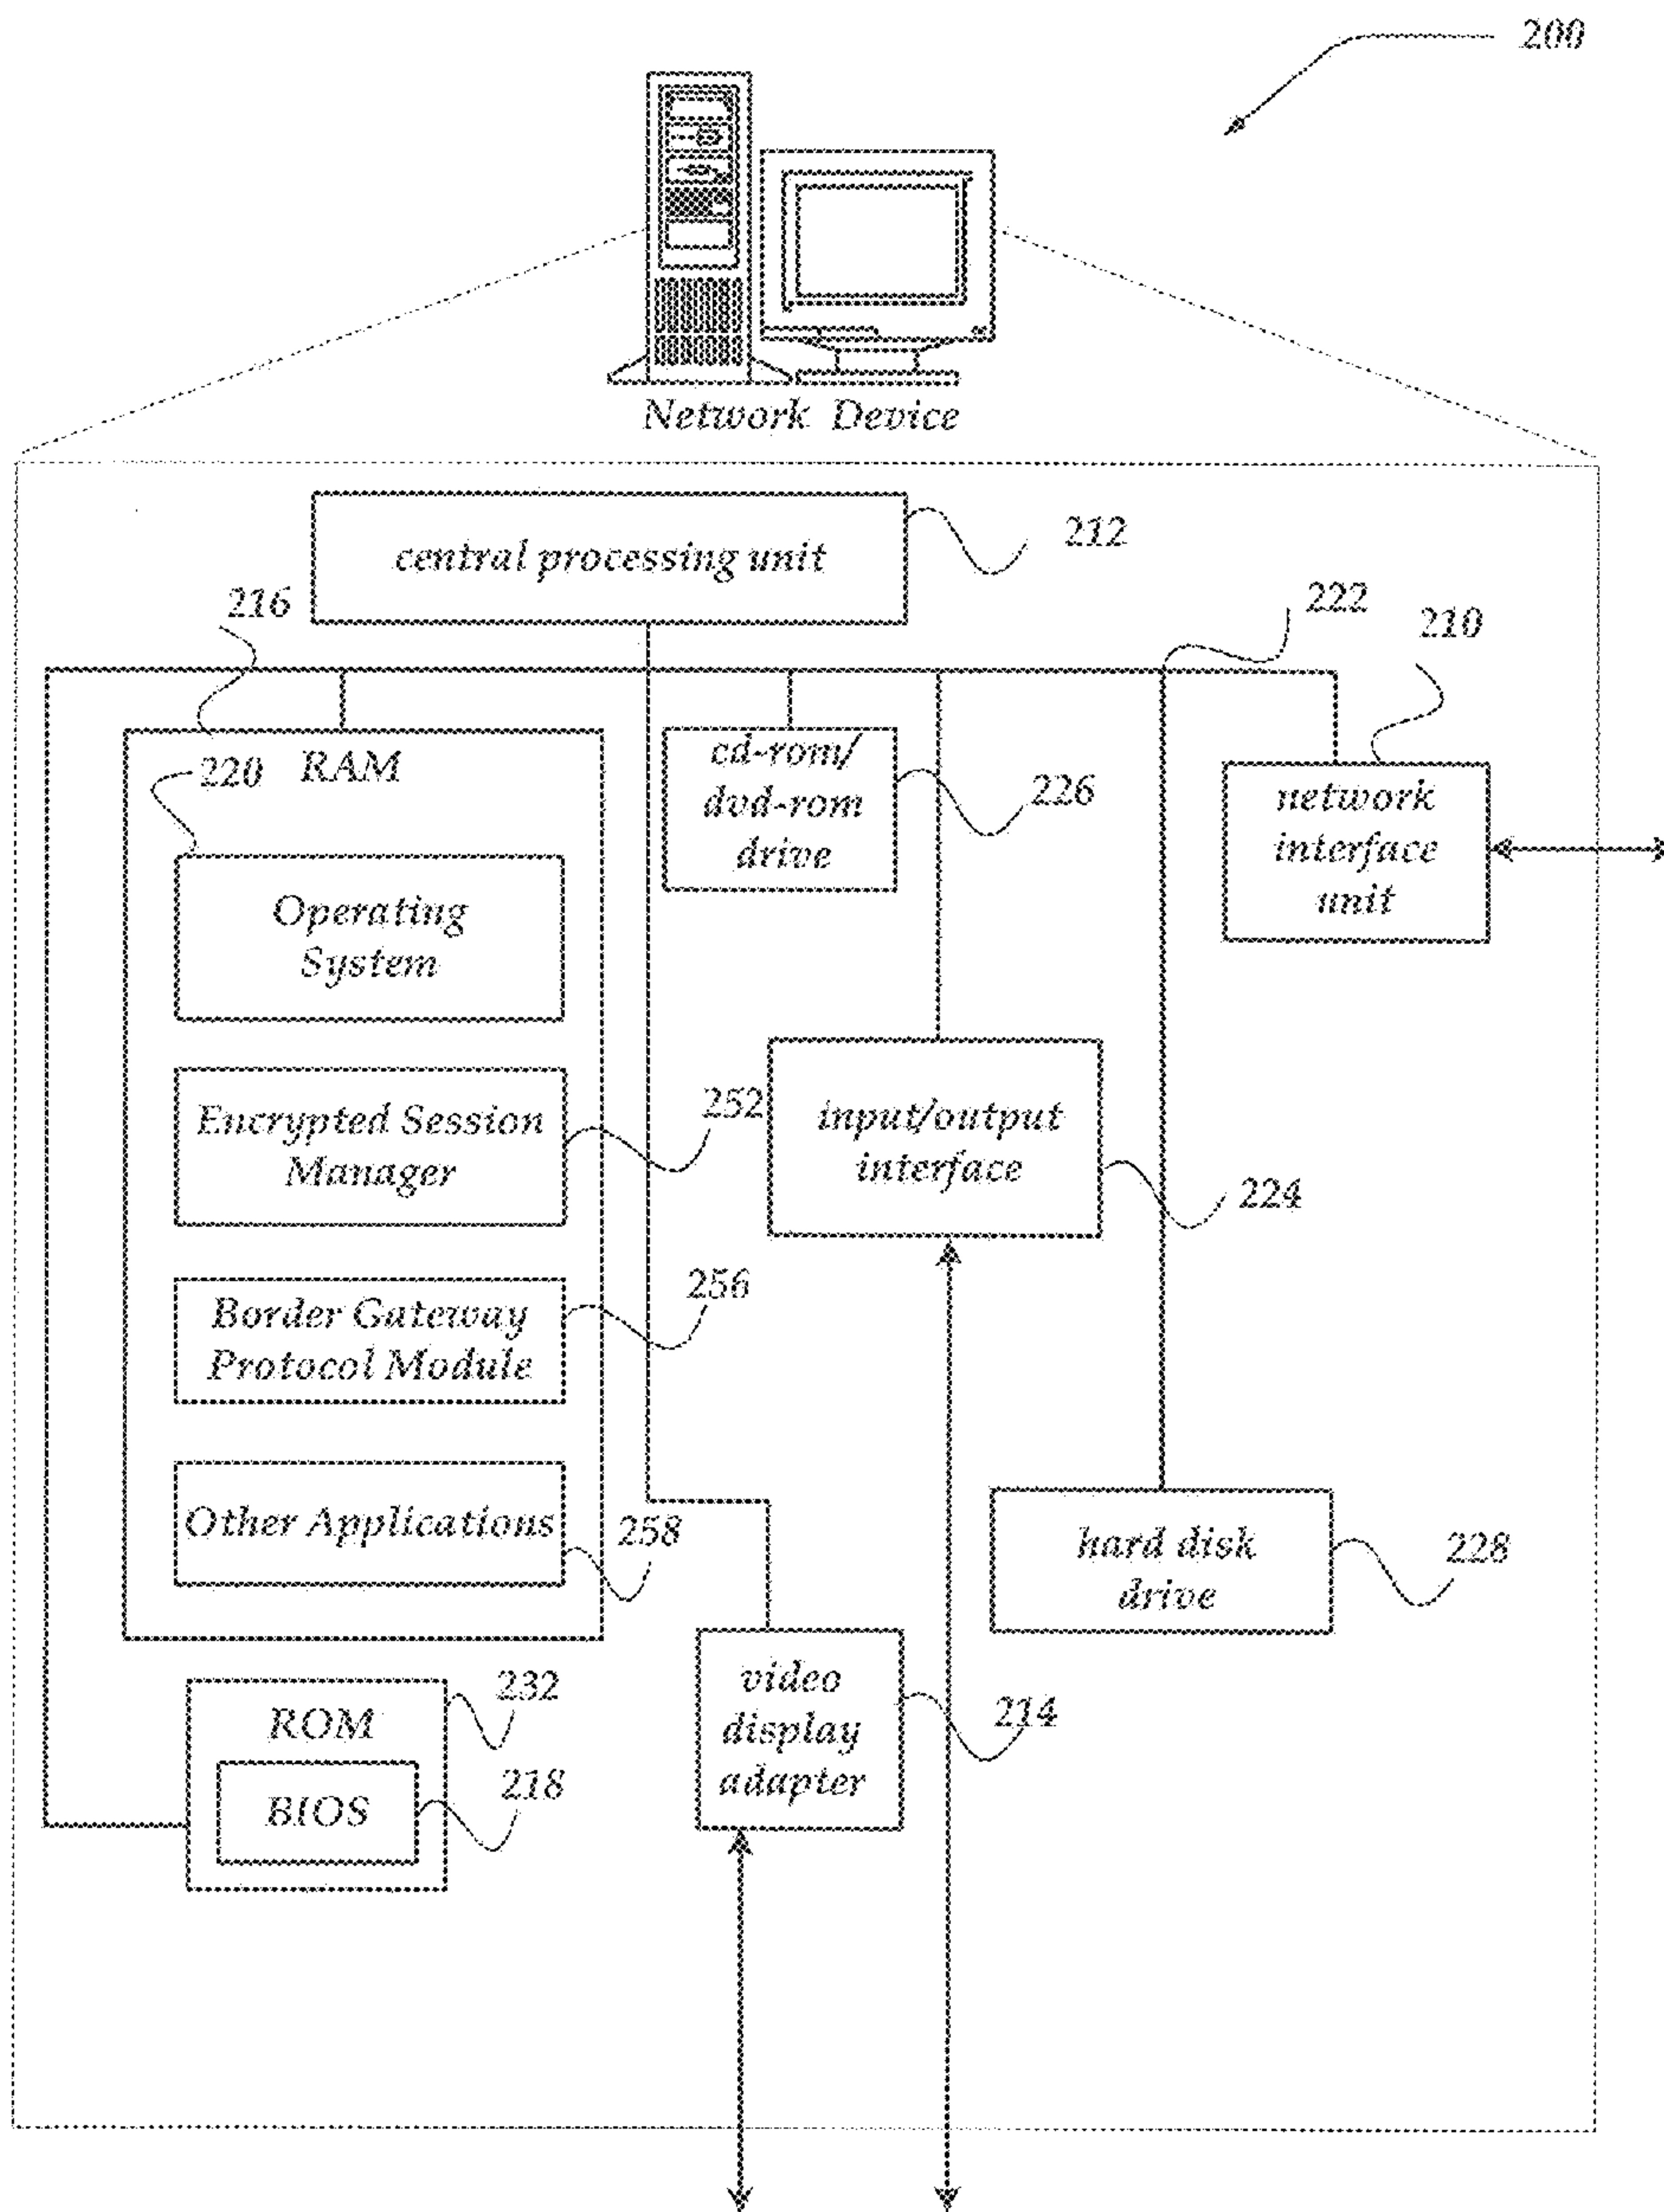 200
Network Device
central processing unit
212
216
222
210
220
RAM
cd-rom/
dvd-rom
drive
226
network
interface
unit
Operating
System
Encrypted Session
Manager
252
input/output
interface
224
Border Gateway
Protocol Module
256
Other Applications
258
hard disk
drive
228
ROM
232
BIOS
218
video
display
adapter
214